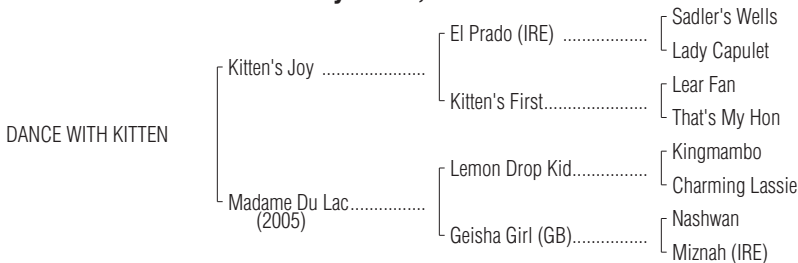 Sadler's Wells
El Prado (IRE) ..................
Lady Capulet
Kitten's Joy ......................
Lear Fan
Kitten's First......................
That's My Hon
DANCE WITH KITTEN
Kingmambo
Lemon Drop Kid................
Charming Lassie
Madame Du Lac................
(2005)
Nashwan
Geisha Girl (GB)................
Miznah (IRE)